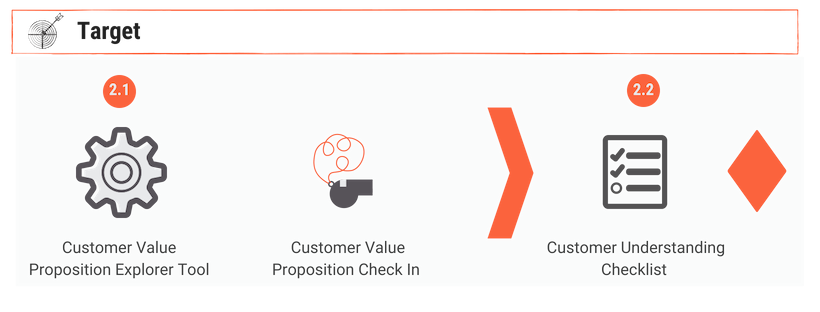 Target
2.1
2.2
Customer Value
Proposition Explorer Tool
Customer Value
Proposition Check In
Customer Understanding
Checklist